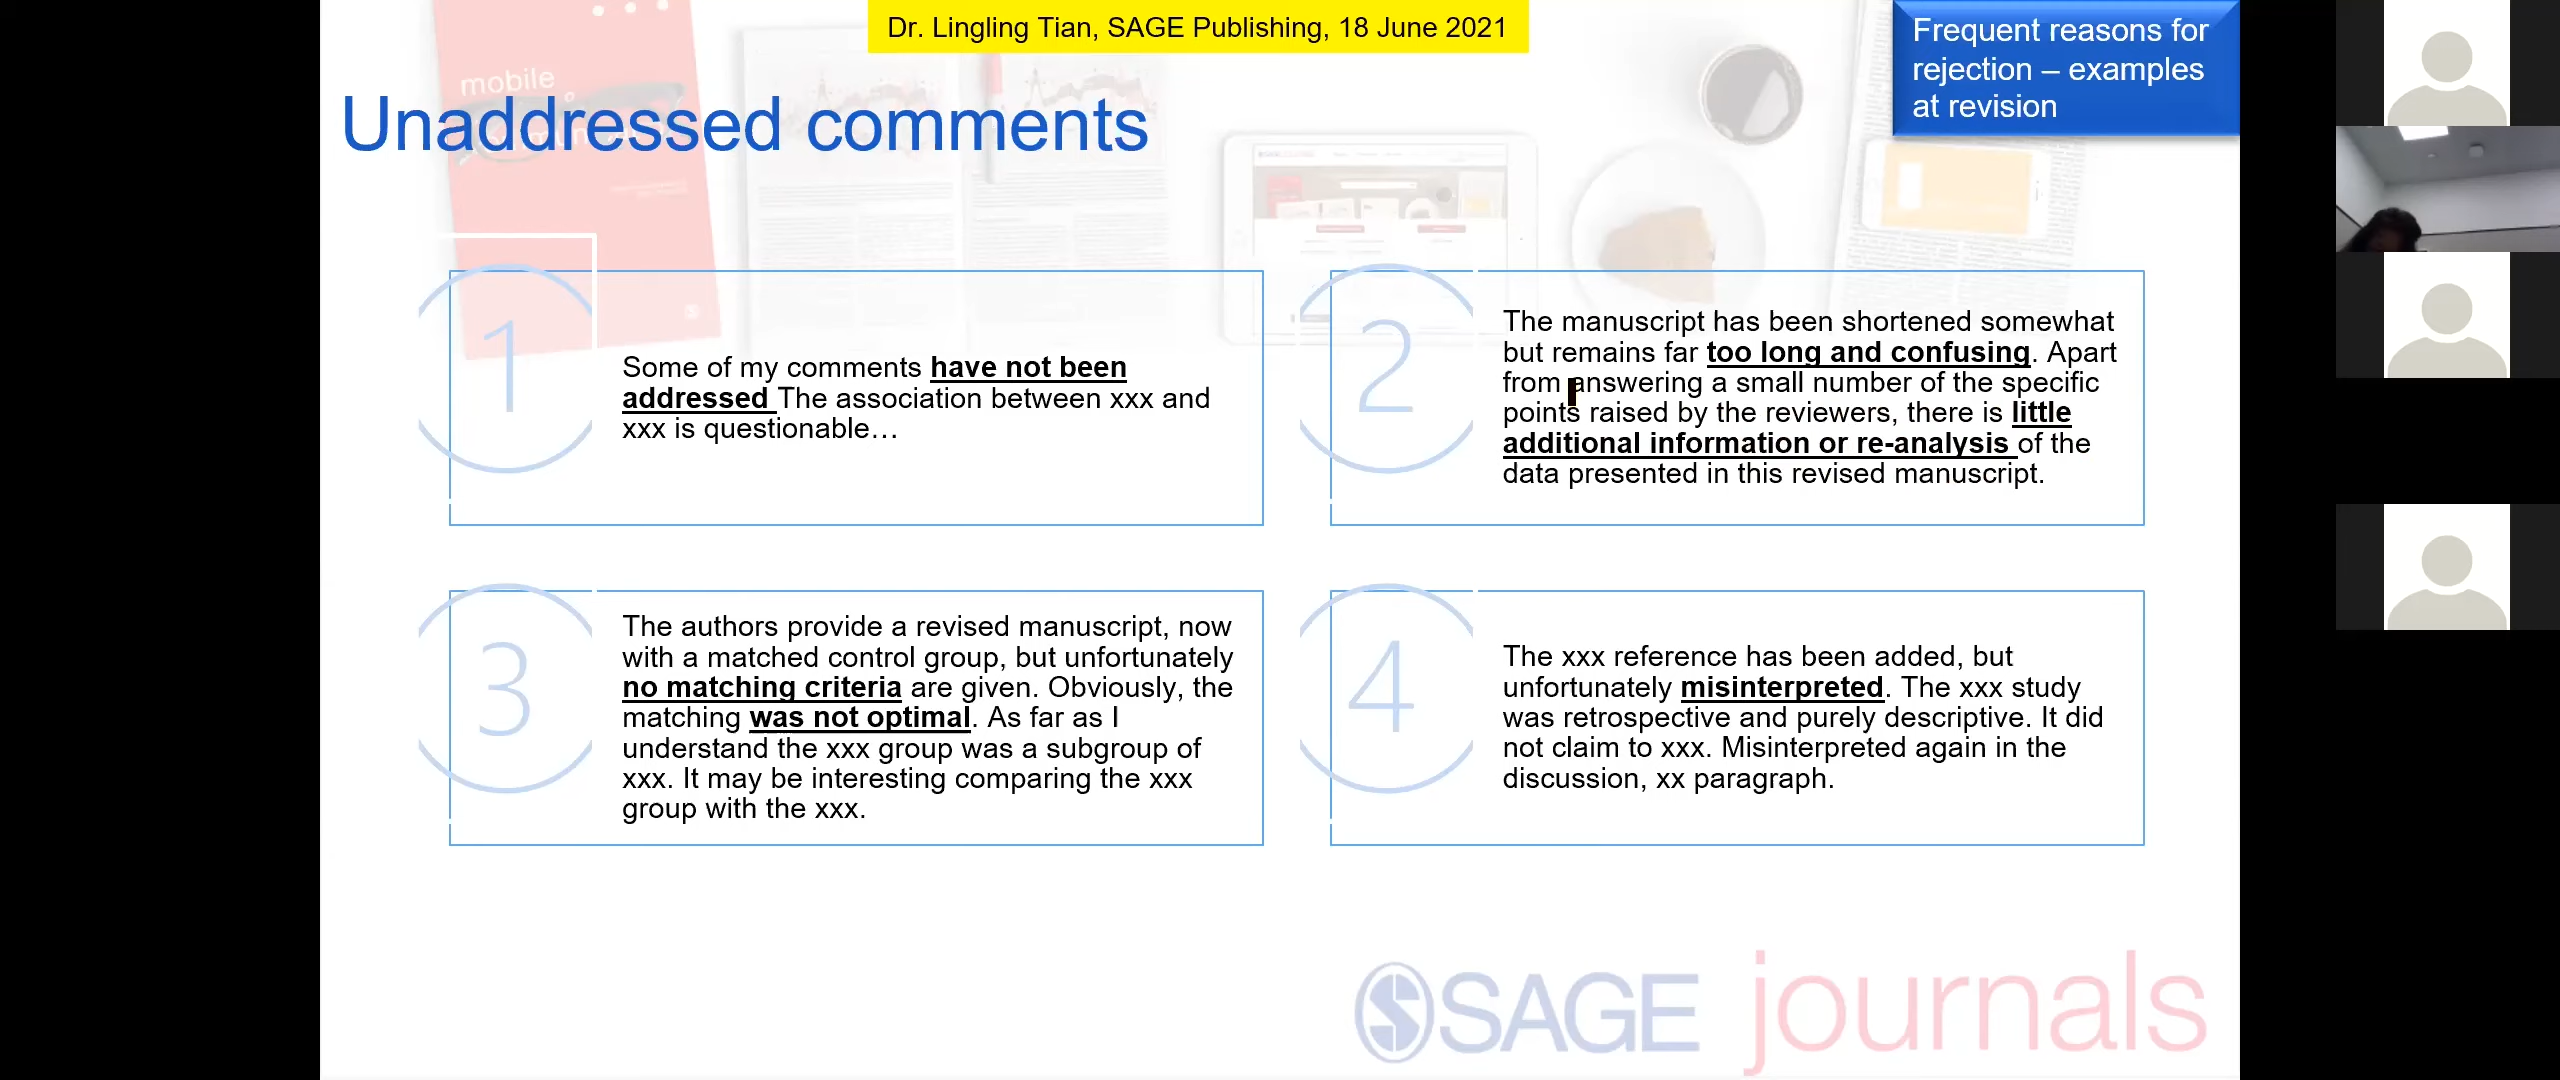 Dr. Lingling Tian, SAGE Publishing, 18 June 2021
Frequent reasons for
rejection – examples
at revision
mobile
Unaddressed comments
1
Some of my comments have not been
addressed The association between xxx and
xxx is questionable…
2
The manuscript has been shortened somewhat
but remains far too long and confusing. Apart
from answering a small number of the specific
points raised by the reviewers, there is little
additional information or re-analysis of the
data presented in this revised manuscript.
3
The authors provide a revised manuscript, now
with a matched control group, but unfortunately
no matching criteria are given. Obviously, the
matching was not optimal. As far as I
understand the xxx group was a subgroup of
xxx. It may be interesting comparing the xxx
group with the xxx.
4
The xxx reference has been added, but
unfortunately misinterpreted. The xxx study
was retrospective and purely descriptive. It did
not claim to xxx. Misinterpreted again in the
discussion, xx paragraph.
SAGE journals